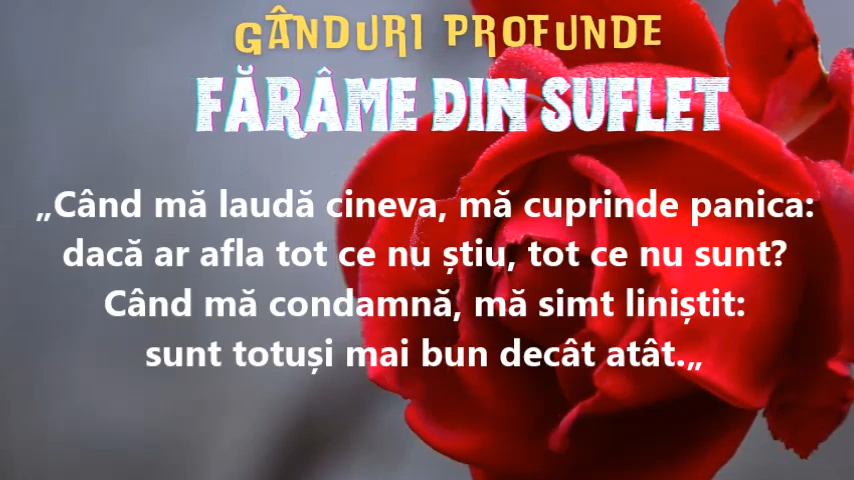 GÂNDURI PROFUNDE
FĂRÂME DIN SUFLET
„Când mă laudă cineva, mă cuprinde panica:
dacă ar afla tot ce nu știu, tot ce nu sunt?
Când mă condamnă, mă simt liniștit:
sunt totuși mai bun decât atât.„